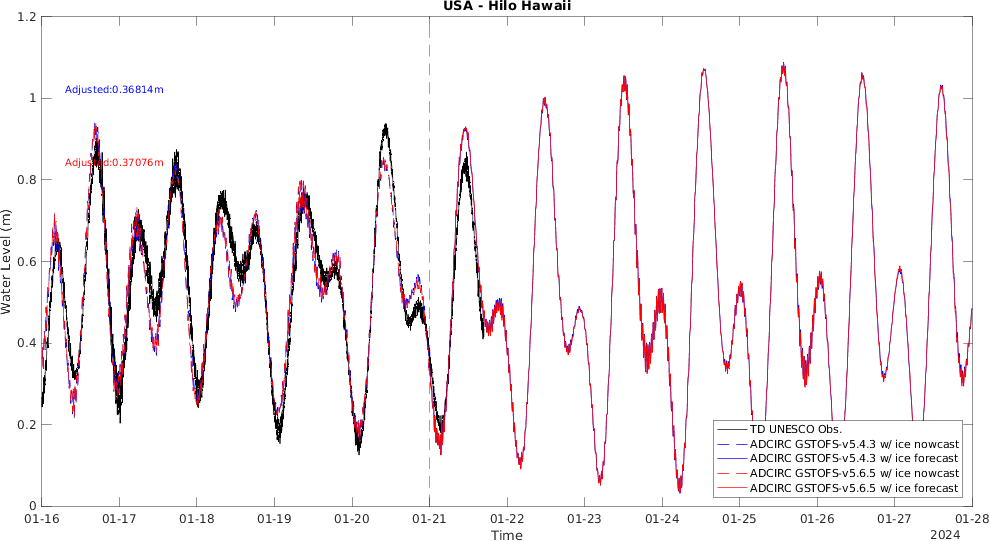 USA - Hilo Hawaii
1.2
1
0.8
0.6
0.4
0.2
0
Water Level (m)
Adjusted:0.36814m
Adjusted:0.37076m
TD UNESCO Obs.
ADCIRC GSTOFS-v5.4.3 w/ ice nowcast
ADCIRC GSTOFS-v5.4.3 w/ ice forecast
ADCIRC GSTOFS-v5.6.5 w/ ice nowcast
ADCIRC GSTOFS-v5.6.5 w/ ice forecast
01-16 01-17 01-18 01-19 01-20 01-21 01-22 01-23 01-24 01-25 01-26 01-27 01-28
Time
2024